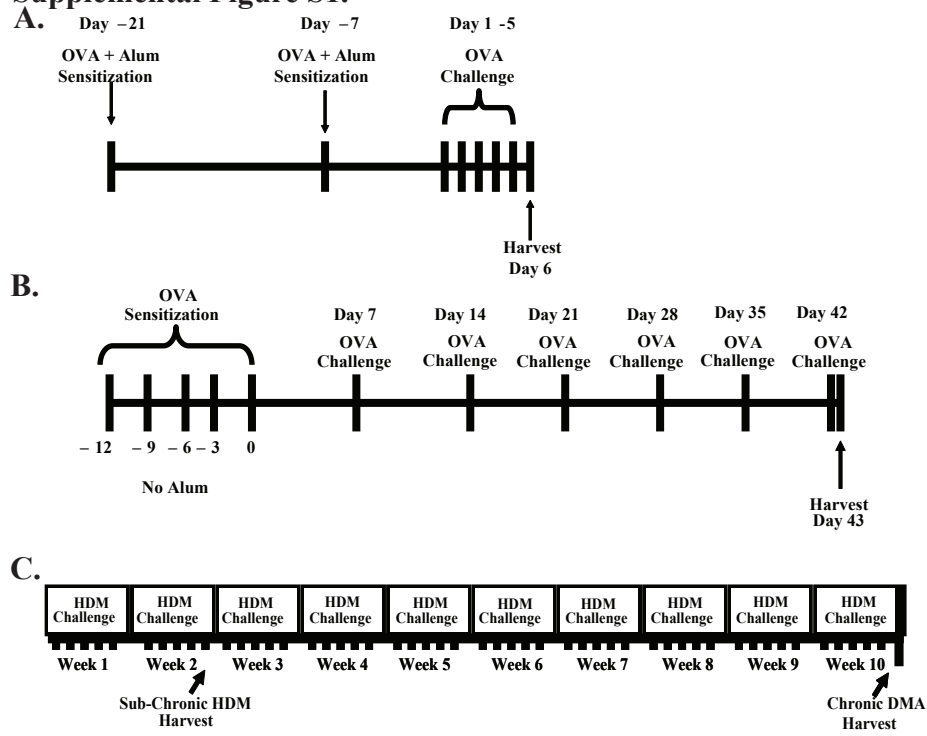 Supplemental Figure S1.
A.
Day –21
Day –7
Day 1 -5
OVA + Alum
Sensitization
OVA + Alum
Sensitization
OVA
Challenge
Harvest
Day 6
B.
OVA
Sensitization
Day 7
OVA
Challenge
Day 14
OVA
Challenge
Day 21
OVA
Challenge
Day 28
OVA
Challenge
Day 35
OVA
Challenge
Day 42
OVA
Challenge
– 12 – 9 – 6 – 3 0
No Alum
Harvest
Day 43
C.
HDM
Challenge
HDM
Challenge
HDM
Challenge
HDM
Challenge
HDM
Challenge
HDM
Challenge
HDM
Challenge
HDM
Challenge
HDM
Challenge
HDM
Challenge
Week 1 Week 2 Week 3 Week 4 Week 5 Week 6 Week 7 Week 8 Week 9 Week 10
Sub-Chronic HDM
Harvest
Chronic DMA
Harvest